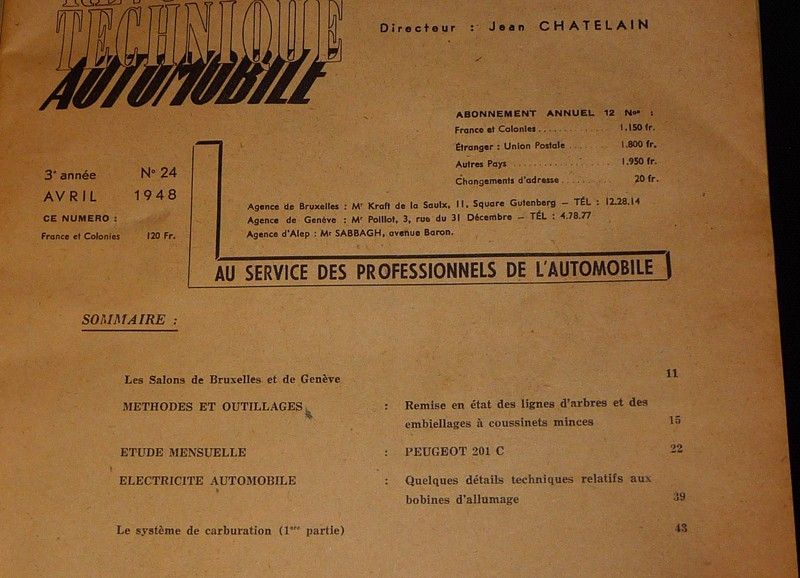 TECHNIQUE
AUTOMOBILE
Directeur : Jean CHATELAIN
ABONNEMENT ANNUEL 12 Nos :
France et Colonies .......... 1.150 fr.
Étranger : Union Postale ...... 1.800 fr.
Autres Pays .......... 1.950 fr.
Changements d'adresse .......... 20 fr.
3e année No 24
AVRIL 1948
CE NUMERO :
France et Colonies 120 Fr.
Agence de Bruxelles : Mr Kraft de la Saulx, 11, Square Gutenberg – TÉL : 12.28.14
Agence de Genève : Mr Poillot, 3, rue du 31 Décembre – TÉL : 4.78.77
Agence d'Alep : Mr SABBAGH, avenue Baron.
AU SERVICE DES PROFESSIONNELS DE L'AUTOMOBILE
SOMMAIRE :
Les Salons de Bruxelles et de Genève 11
METHODES ET OUTILLAGES : Remise en état des lignes d'arbres et des
embiellages à coussinets minces 15
ETUDE MENSUELLE : PEUGEOT 201 C 22
ELECTRICITE AUTOMOBILE : Quelques détails techniques relatifs aux
bobines d'allumage 39
Le système de carburation (1ère partie) 43